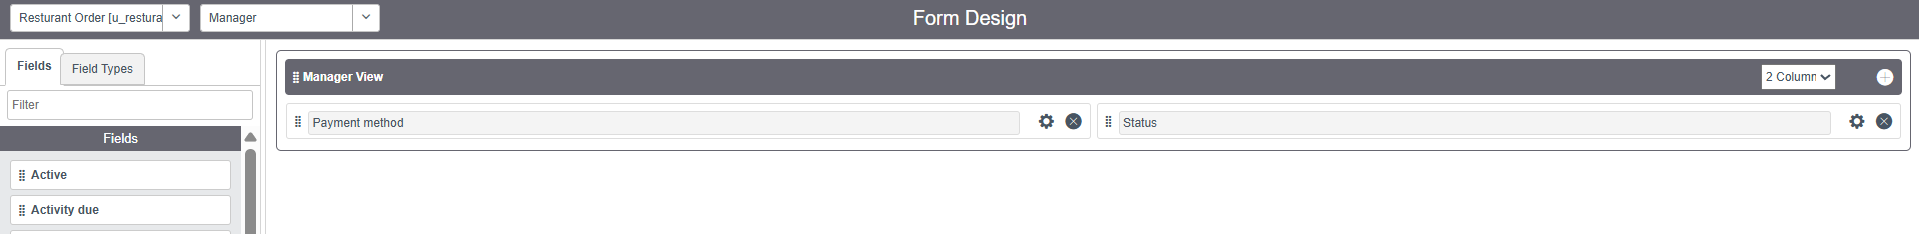 Resturant Order [u_restura
Manager
Form Design
Fields
Field Types
Filter
Fields
Active
Activity due
Manager View
2 Column
Payment method
Status